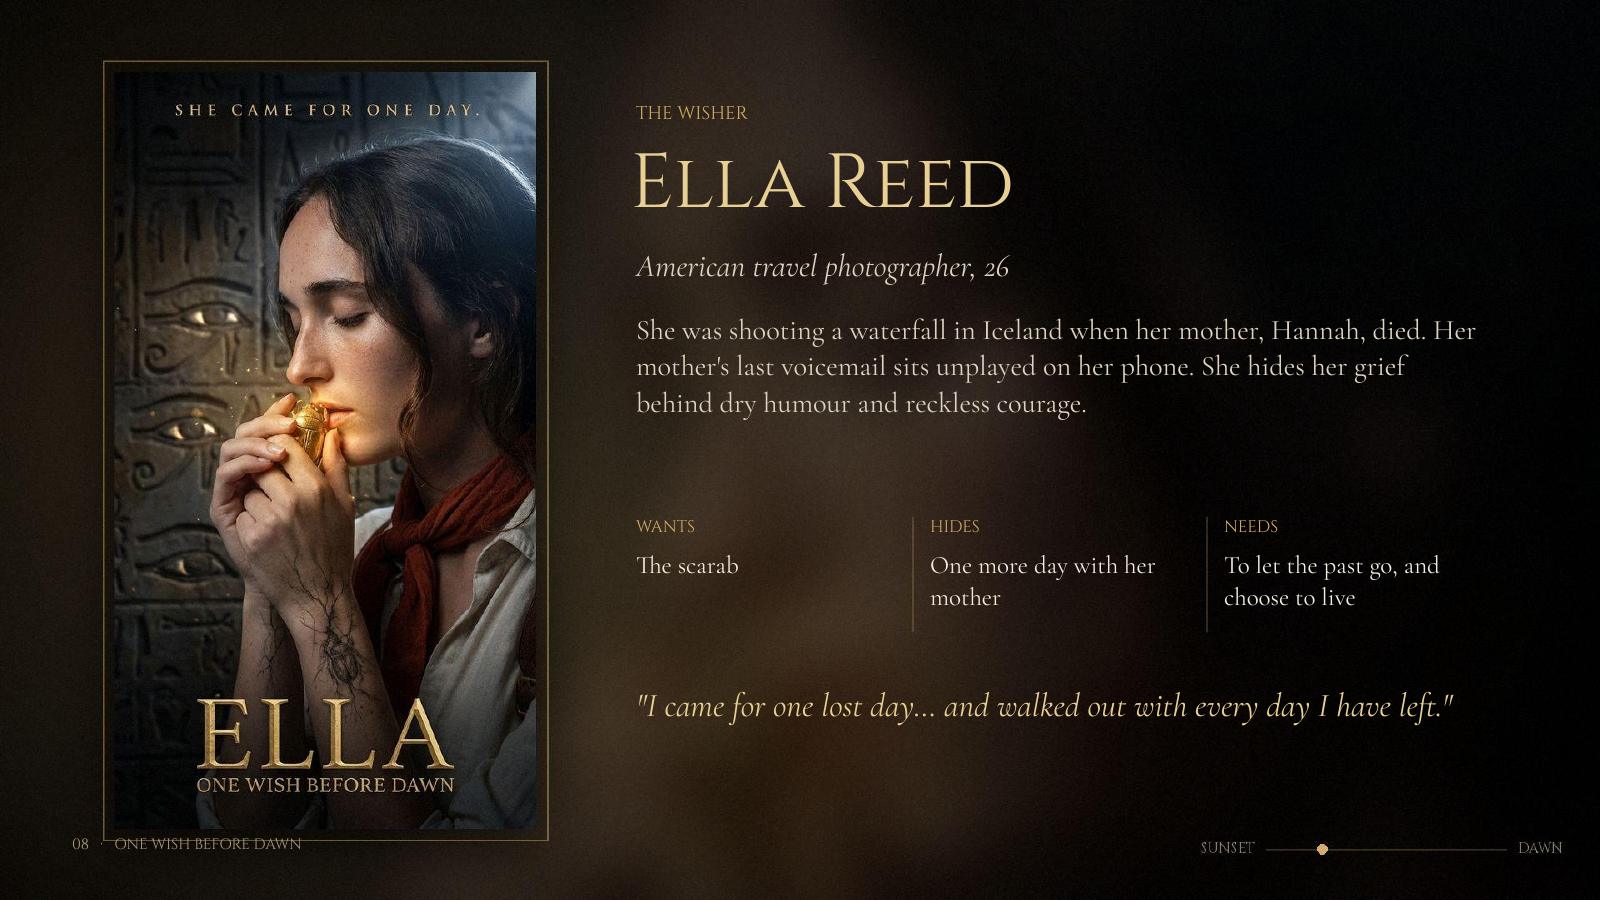 SHE CAME FOR ONE DAY.
ELLA
ONE WISH BEFORE DAWN
THE WISHER
ELLA REED
American travel photographer, 26
She was shooting a waterfall in Iceland when her mother, Hannah, died. Her
mother's last voicemail sits unplayed on her phone. She hides her grief
behind dry humour and reckless courage.
WANTS
The scarab
HIDES
One more day with her
mother
NEEDS
To let the past go, and
choose to live
"I came for one lost day... and walked out with every day I have left."
08 · ONE WISH BEFORE DAWN
SUNSET
DAWN